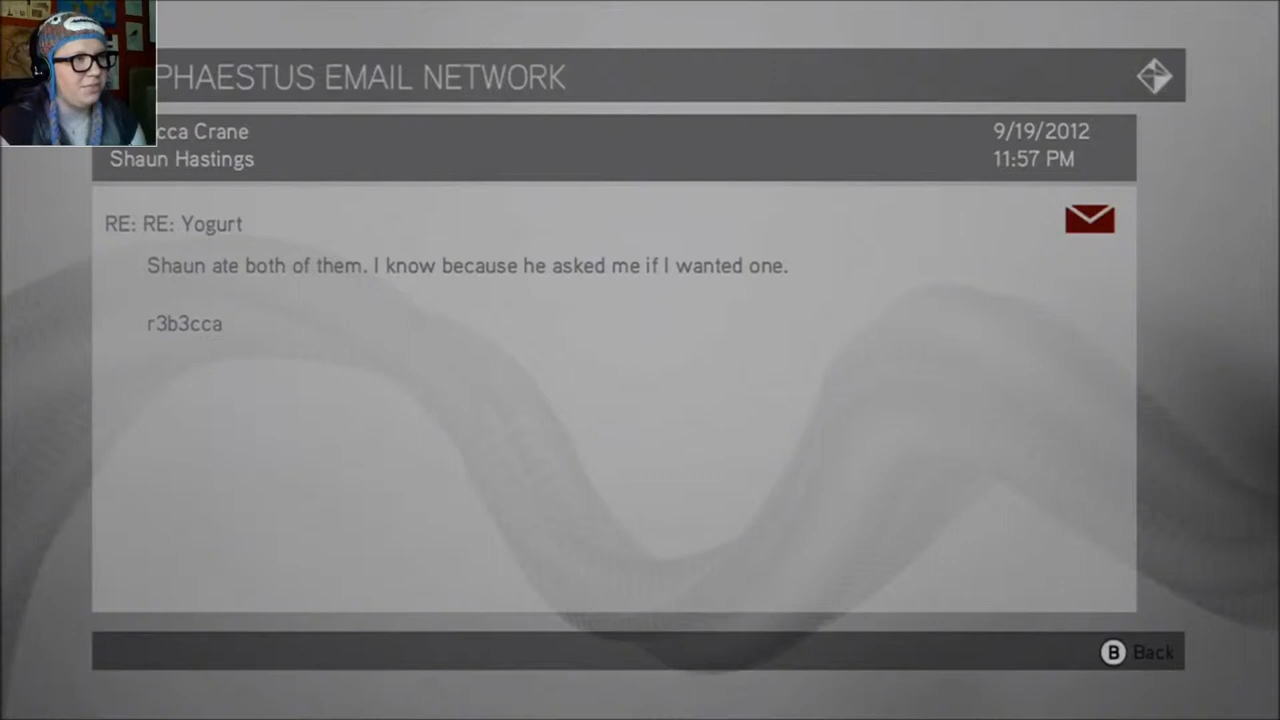 PHAESTUS EMAIL NETWORK
cca Crane
9/19/2012
Shaun Hastings
11:57 PM
RE: RE: Yogurt
Shaun ate both of them. I know because he asked me if I wanted one.
r3b3cca
B Back